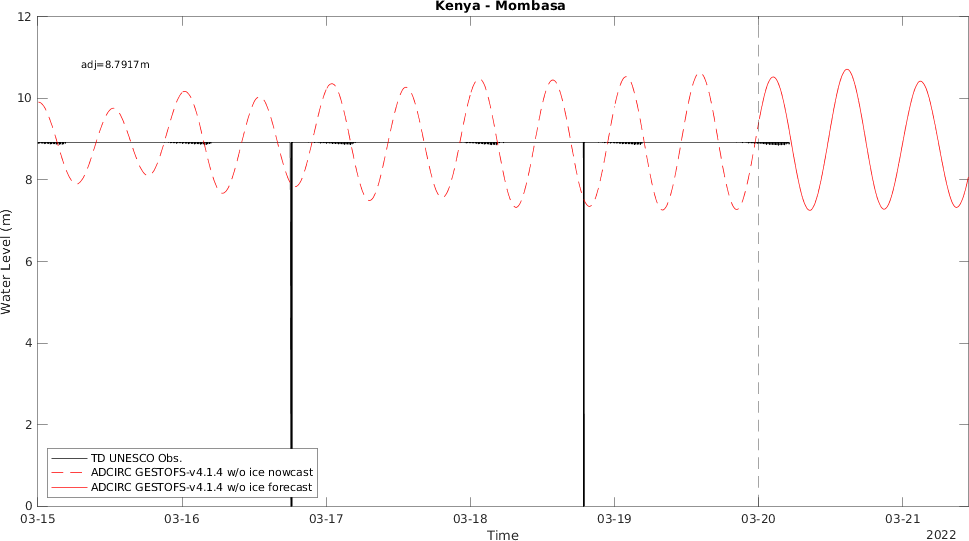 Kenya - Mombasa
12
adj=8.7917m
10
8
6
4
2
0
Water Level (m)
TD UNESCO Obs.
ADCIRC GESTOFS-v4.1.4 w/o ice nowcast
ADCIRC GESTOFS-v4.1.4 w/o ice forecast
03-15 03-16 03-17 03-18 03-19 03-20 03-21
Time
2022